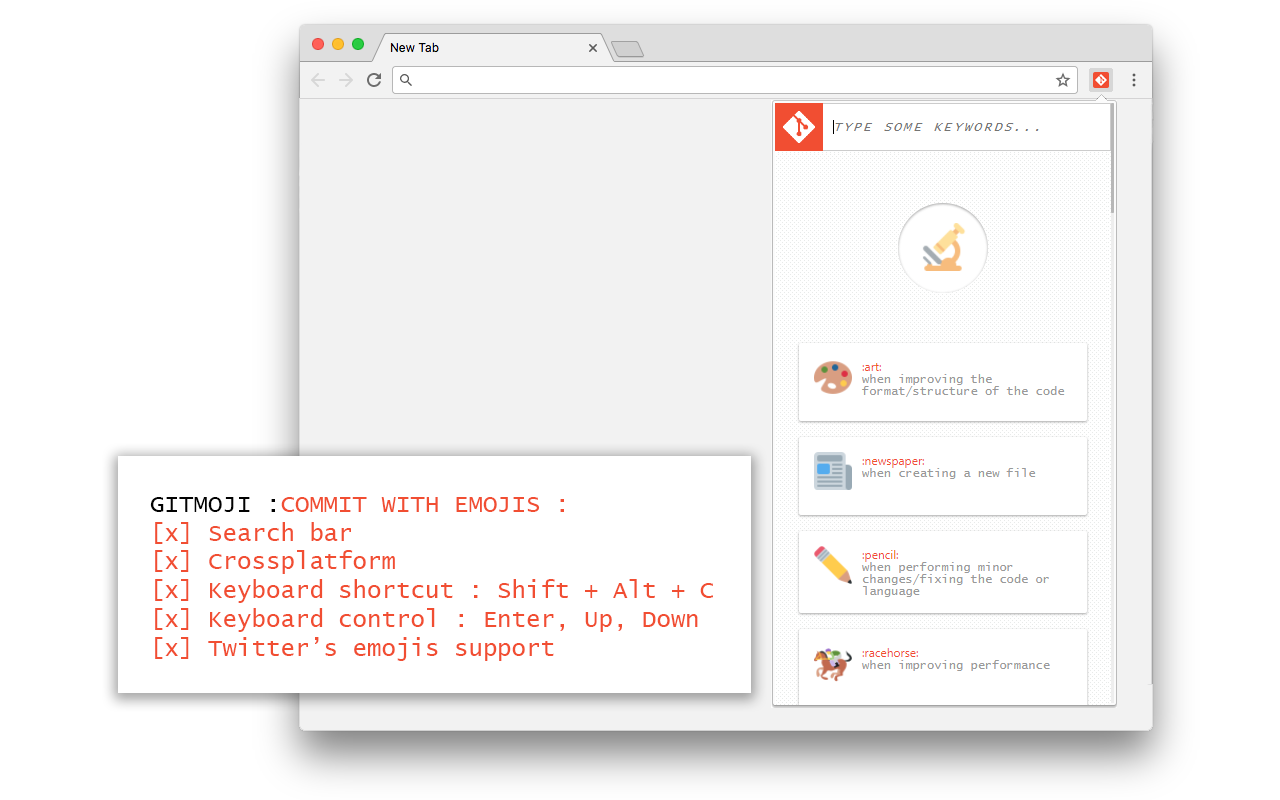 New Tab
TYPE SOME KEYWORDS...
:art:
when improving the
format/structure of the code
:newspaper:
when creating a new file
:pencil:
when performing minor
changes/fixing the code or
language
:racehorse:
when improving performance
GITMOJI :COMMIT WITH EMOJIS :
[x] Search bar
[x] Crossplatform
[x] Keyboard shortcut : Shift + Alt + C
[x] Keyboard control : Enter, Up, Down
[x] Twitter’s emojis support